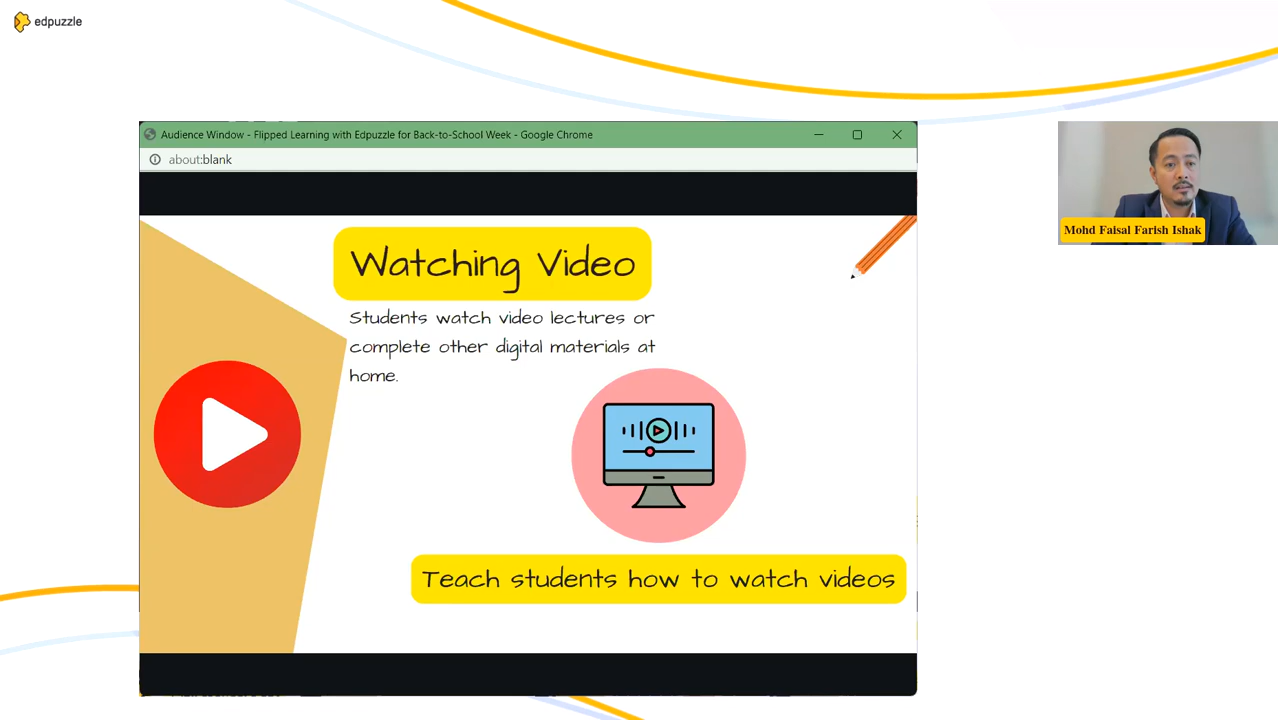 edpuzzle
Audience Window - Flipped Learning with Edpuzzle for Back-to-School Week - Google Chrome
about:blank
Watching Video
Students watch video lectures or
complete other digital materials at
home.
Teach students how to watch videos
Mohd Faisal Farish Ishak